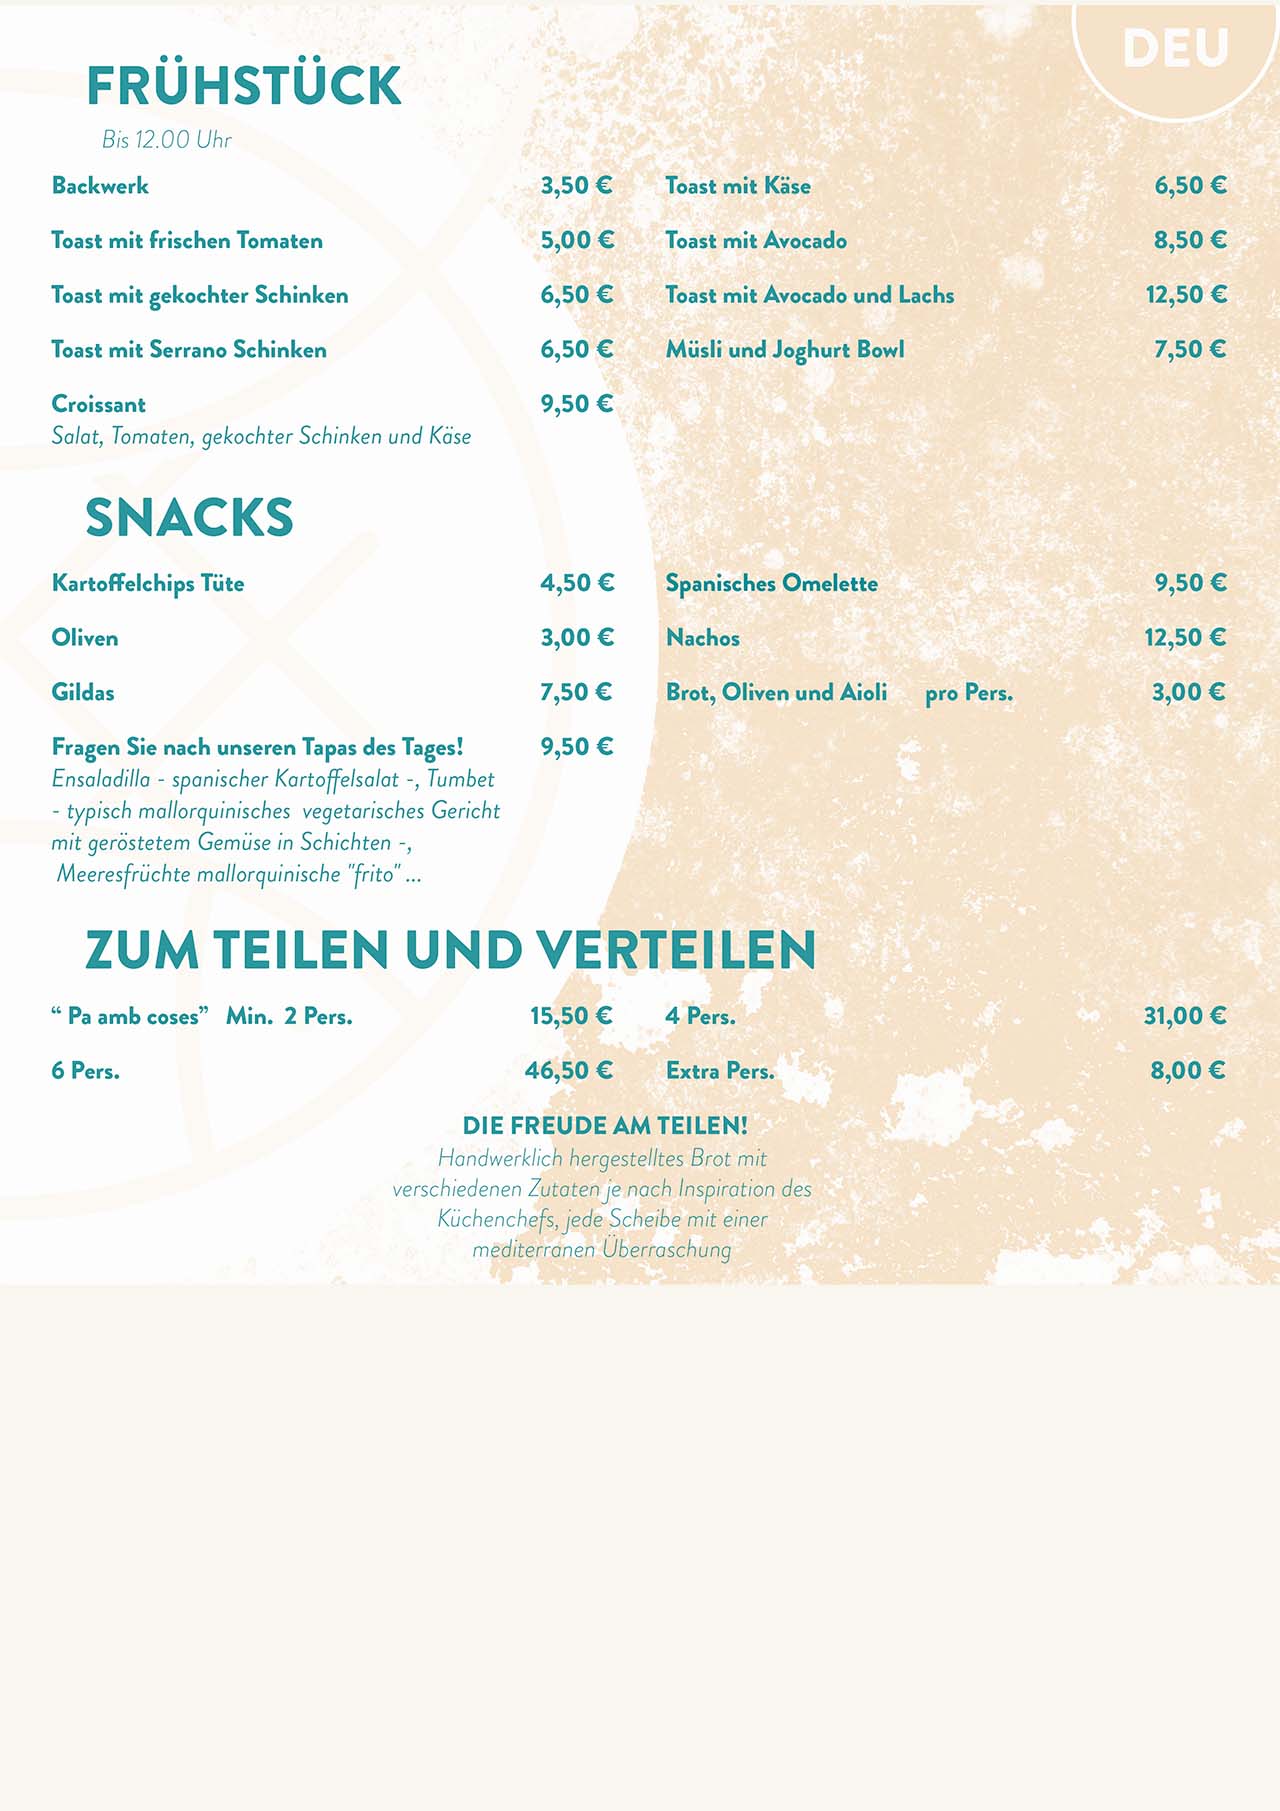 DEU
FRÜHSTÜCK
Bis 12.00 Uhr
Backwerk 3,50 €
Toast mit frischen Tomaten 5,00 €
Toast mit gekochter Schinken 6,50 €
Toast mit Serrano Schinken 6,50 €
Croissant 9,50 €
Salat, Tomaten, gekochter Schinken und Käse
Toast mit Käse 6,50 €
Toast mit Avocado 8,50 €
Toast mit Avocado und Lachs 12,50 €
Müsli und Joghurt Bowl 7,50 €
SNACKS
Kartoffelchips Tüte 4,50 €
Oliven 3,00 €
Gildas 7,50 €
Fragen Sie nach unseren Tapas des Tages! 9,50 €
Ensaladilla - spanischer Kartoffelsalat -, Tumbet
- typisch mallorquinisches vegetarisches Gericht
mit geröstetem Gemüse in Schichten -,
Meeresfrüchte mallorquinische "frito" ...
Spanisches Omelette 9,50 €
Nachos 12,50 €
Brot, Oliven und Aioli pro Pers. 3,00 €
ZUM TEILEN UND VERTEILEN
“ Pa amb coses” Min. 2 Pers. 15,50 €
6 Pers. 46,50 €
4 Pers. 31,00 €
Extra Pers. 8,00 €
DIE FREUDE AM TEILEN!
Handwerklich hergestelltes Brot mit
verschiedenen Zutaten je nach Inspiration des
Küchenchefs, jede Scheibe mit einer
mediterranen Überraschung